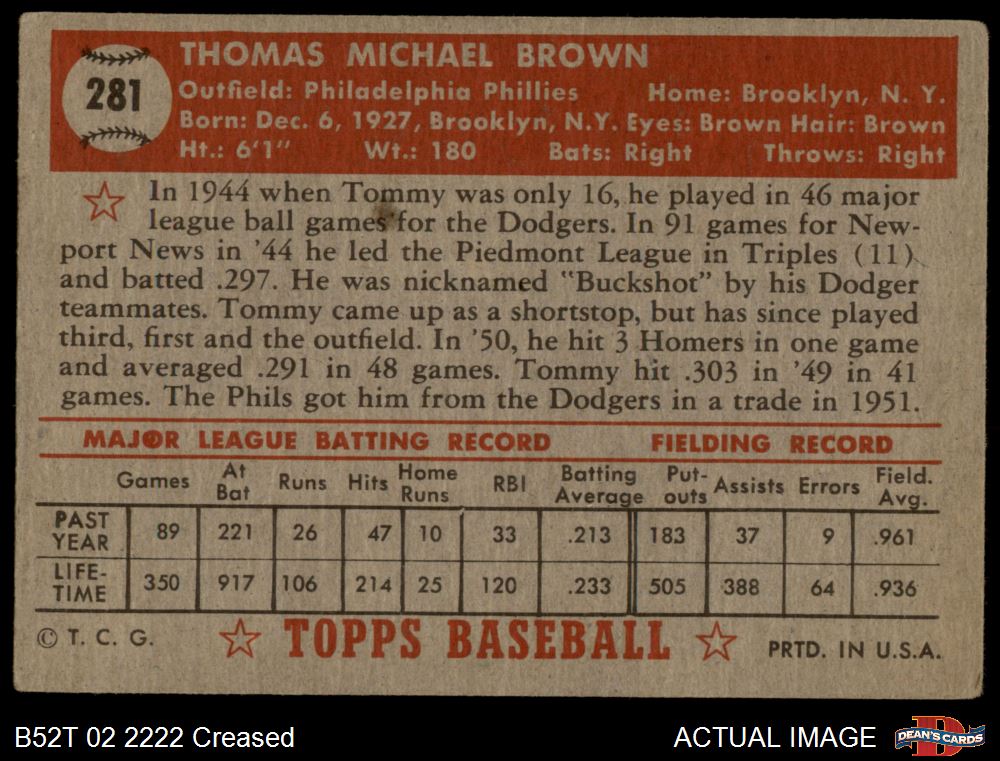 281
THOMAS MICHAEL BROWN
Outfield: Philadelphia Phillies Home: Brooklyn, N. Y.
Born: Dec. 6, 1927, Brooklyn, N.Y. Eyes: Brown Hair: Brown
Ht.: 6'1" Wt.: 180 Bats: Right Throws: Right
In 1944 when Tommy was only 16, he played in 46 major
league ball games for the Dodgers. In 91 games for New-
port News in '44 he led the Piedmont League in Triples (11)
and batted .297. He was nicknamed "Buckshot" by his Dodger
teammates. Tommy came up as a shortstop, but has since played
third, first and the outfield. In '50, he hit 3 Homers in one game
and averaged .291 in 48 games. Tommy hit .303 in '49 in 41
games. The Phils got him from the Dodgers in a trade in 1951.
MAJOR LEAGUE BATTING RECORD FIELDING RECORD
Games At Bat Runs Hits Home Runs RBI Batting Average Put-outs Assists Errors Field. Avg.
PAST YEAR 89 221 26 47 10 33 .213 183 37 9 .961
LIFE-TIME 350 917 106 214 25 120 .233 505 388 64 .936
© T. C. G. TOPPS BASEBALL PRTD. IN U.S.A.
B52T 02 2222 Creased ACTUAL IMAGE DEAN'S CARDS